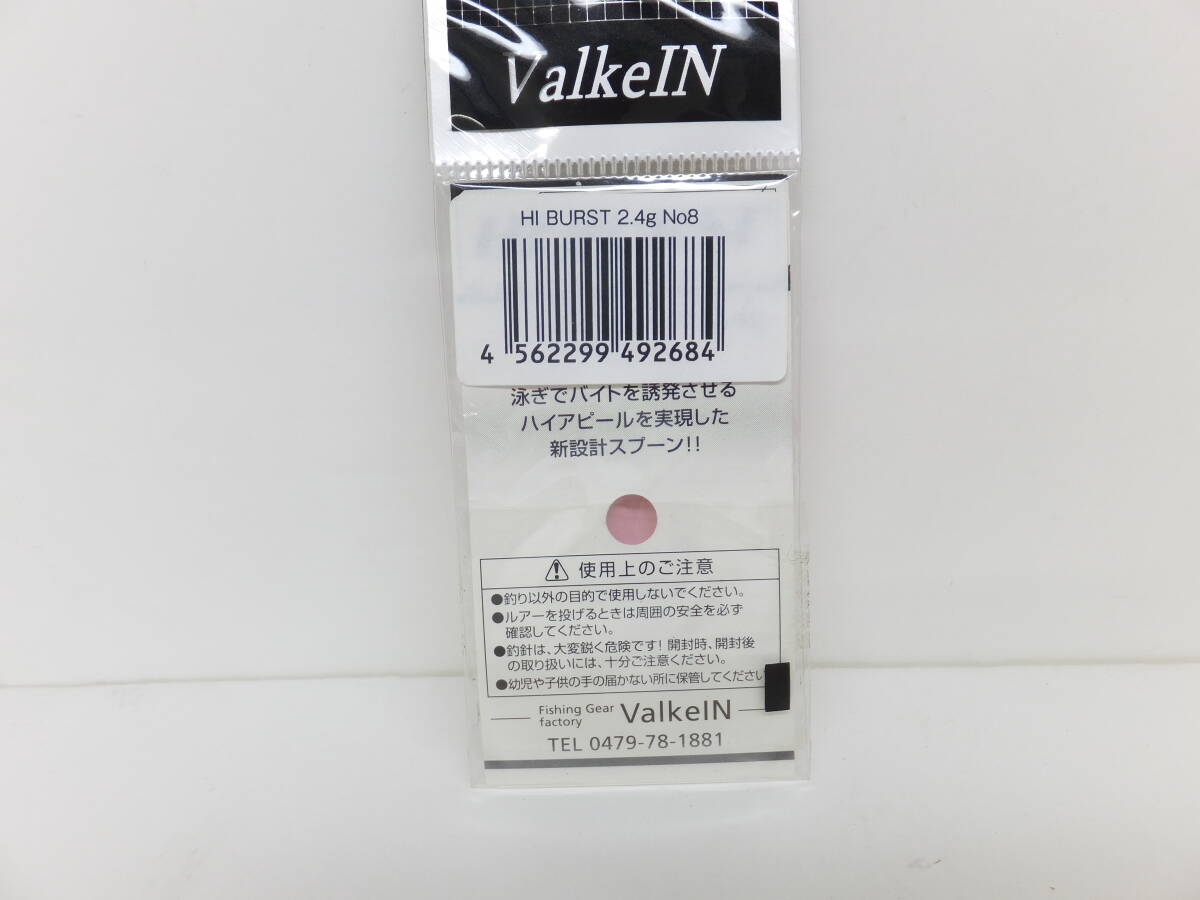 ValkeIN
HI BURST 2.4g No8
4 562299 492684
泳ぎでバイトを誘発させる
ハイアピールを実現した
新設計スプーン!!
使用上のご注意
●釣り以外の目的で使用しないでください。
●ルアーを投げるときは周囲の安全を必ず
確認してください。
●釣針は、大変鋭く危険です!開封時、開封後
の取り扱いには、十分ご注意ください。
●幼児や子供の手の届かない所に保管してください
Fishing Gear
factory
ValkeIN
TEL 0479-78-1881